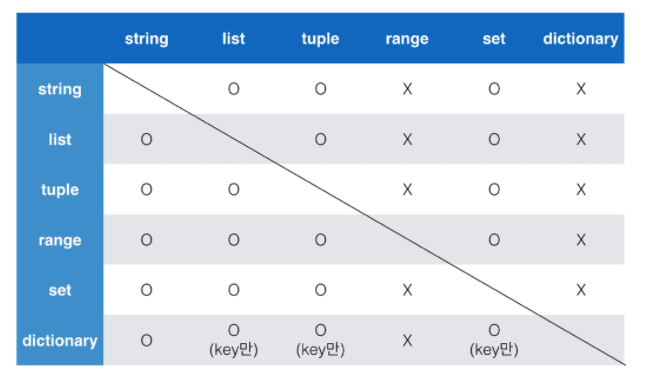 string list tuple range set dictionary
string O O X O X
list O O X O X
tuple O O X O X
range O O O O X
set O O O X X
dictionary O O (key만) O (key만) X O (key만)